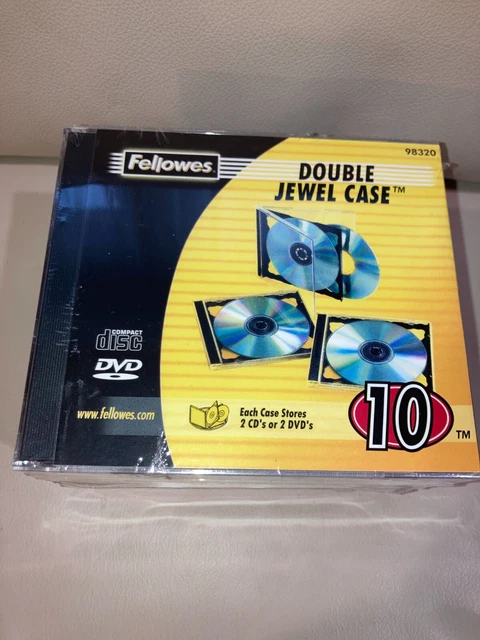 98320
Fellowes
DOUBLE
JEWEL CASE™
COMPACT
disc
DVD
www.fellowes.com
Each Case Stores
2 CD's or 2 DVD's
10 ™